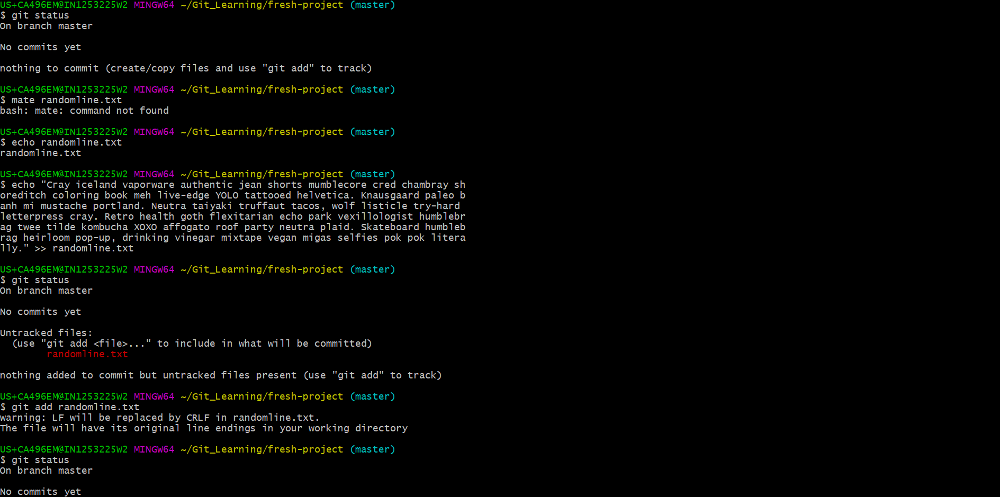 US+CA496EM@IN1253225W2 MINGW64 ~/Git_Learning/fresh-project (master)
$ git status
On branch master

No commits yet

nothing to commit (create/copy files and use "git add" to track)

US+CA496EM@IN1253225W2 MINGW64 ~/Git_Learning/fresh-project (master)
$ mate randomline.txt
bash: mate: command not found

US+CA496EM@IN1253225W2 MINGW64 ~/Git_Learning/fresh-project (master)
$ echo randomline.txt
randomline.txt

US+CA496EM@IN1253225W2 MINGW64 ~/Git_Learning/fresh-project (master)
$ echo "Cray iceland vaporware authentic jean shorts mumblecore cred chambray sh
oreditch coloring book meh live-edge YOLO tattooed helvetica. Knausgaard paleo b
anh mi mustache portland. Neutra taiyaki truffaut tacos, wolf listicle try-hard
letterpress cray. Retro health goth flexitarian echo park vexillologist humblebr
ag twee tilde kombucha XOXO affogato roof party neutra plaid. Skateboard humbleb
rag heirloom pop-up, drinking vinegar mixtape vegan migas selfies pok pok litera
lly." >> randomline.txt

US+CA496EM@IN1253225W2 MINGW64 ~/Git_Learning/fresh-project (master)
$ git status
On branch master

No commits yet

Untracked files:
  (use "git add <file>..." to include in what will be committed)
        randomline.txt

nothing added to commit but untracked files present (use "git add" to track)

US+CA496EM@IN1253225W2 MINGW64 ~/Git_Learning/fresh-project (master)
$ git add randomline.txt
warning: LF will be replaced by CRLF in randomline.txt.
The file will have its original line endings in your working directory

US+CA496EM@IN1253225W2 MINGW64 ~/Git_Learning/fresh-project (master)
$ git status
On branch master

No commits yet